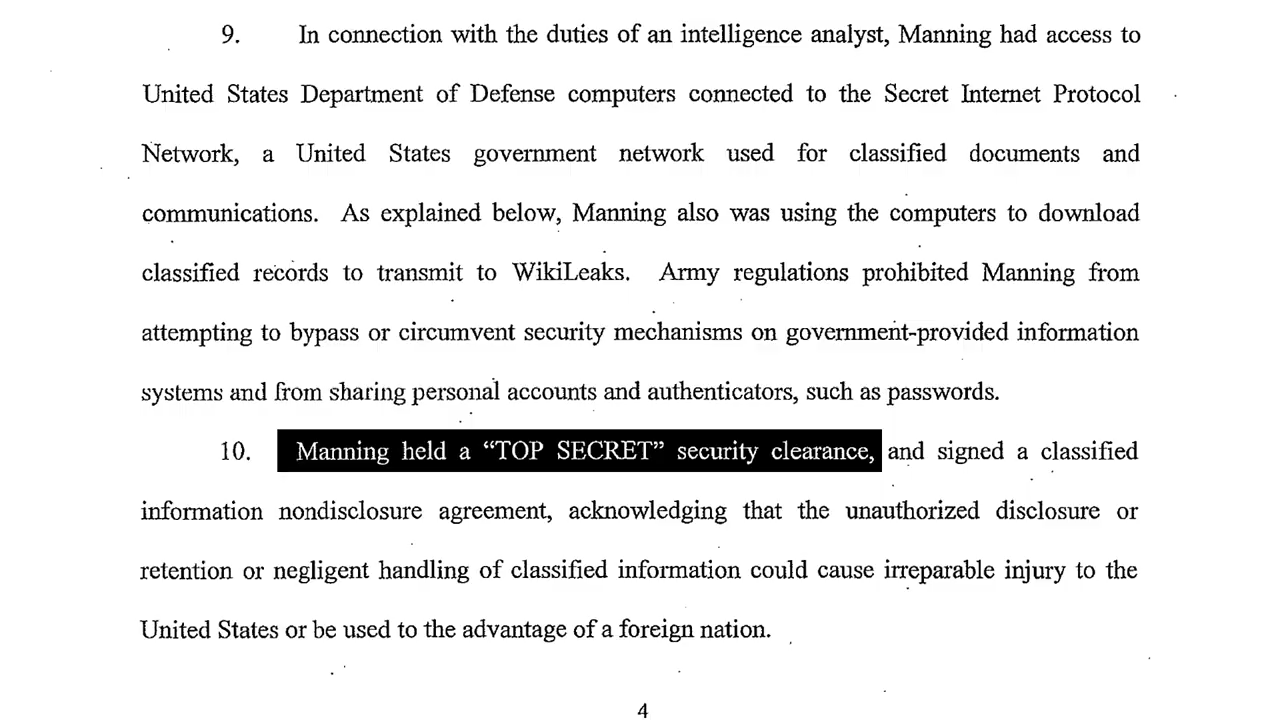 9. In connection with the duties of an intelligence analyst, Manning had access to
United States Department of Defense computers connected to the Secret Internet Protocol
Network, a United States government network used for classified documents and
communications. As explained below, Manning also was using the computers to download
classified records to transmit to WikiLeaks. Army regulations prohibited Manning from
attempting to bypass or circumvent security mechanisms on government-provided information
systems and from sharing personal accounts and authenticators, such as passwords.
10. Manning held a “TOP SECRET” security clearance, and signed a classified
information nondisclosure agreement, acknowledging that the unauthorized disclosure or
retention or negligent handling of classified information could cause irreparable injury to the
United States or be used to the advantage of a foreign nation.
4